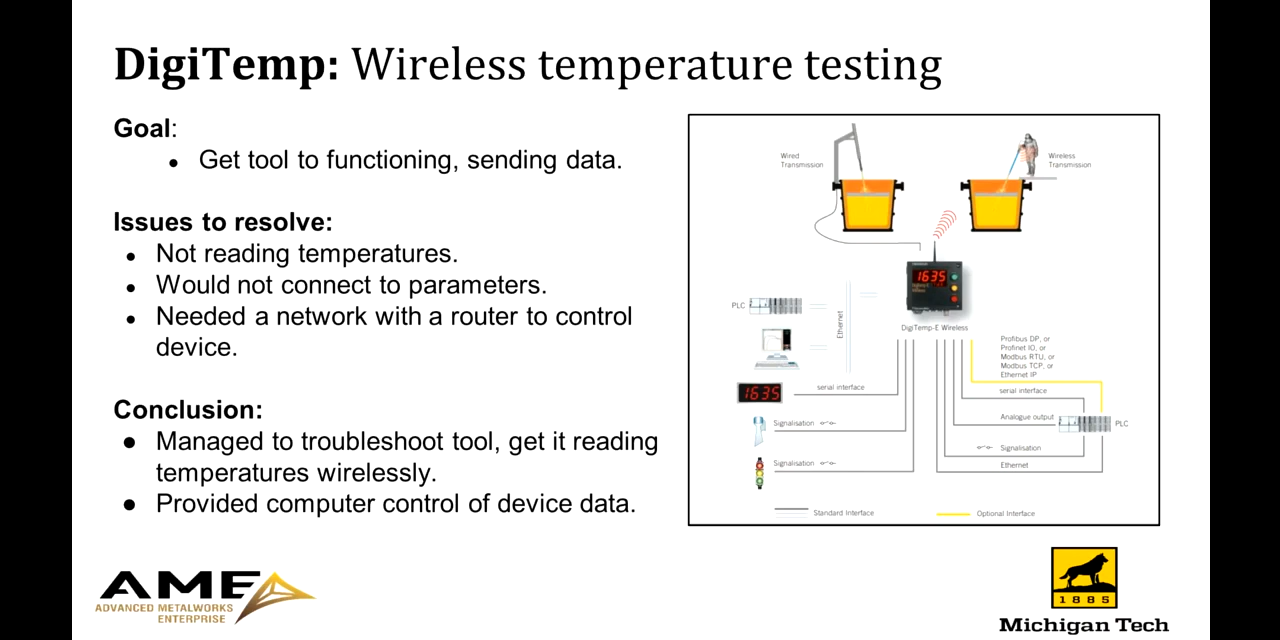 DigiTemp: Wireless temperature testing
Goal:
● Get tool to functioning, sending data.
Issues to resolve:
● Not reading temperatures.
● Would not connect to parameters.
● Needed a network with a router to control
device.
Conclusion:
● Managed to troubleshoot tool, get it reading
temperatures wirelessly.
● Provided computer control of device data.
Wired
Transmission
Wireless
Transmission
1635
DigiTemp-E Wireless
PLC
Ethernet
1635
serial interface
Signalisation
Signalisation
Profibus DP, or
Profinet IO, or
Modbus RTU, or
Modbus TCP, or
Ethernet IP
serial interface
Analogue output
PLC
Signalisation
Ethernet
Standard Interface
Optional Interface
AME
ADVANCED METALWORKS
ENTERPRISE
1885
Michigan Tech